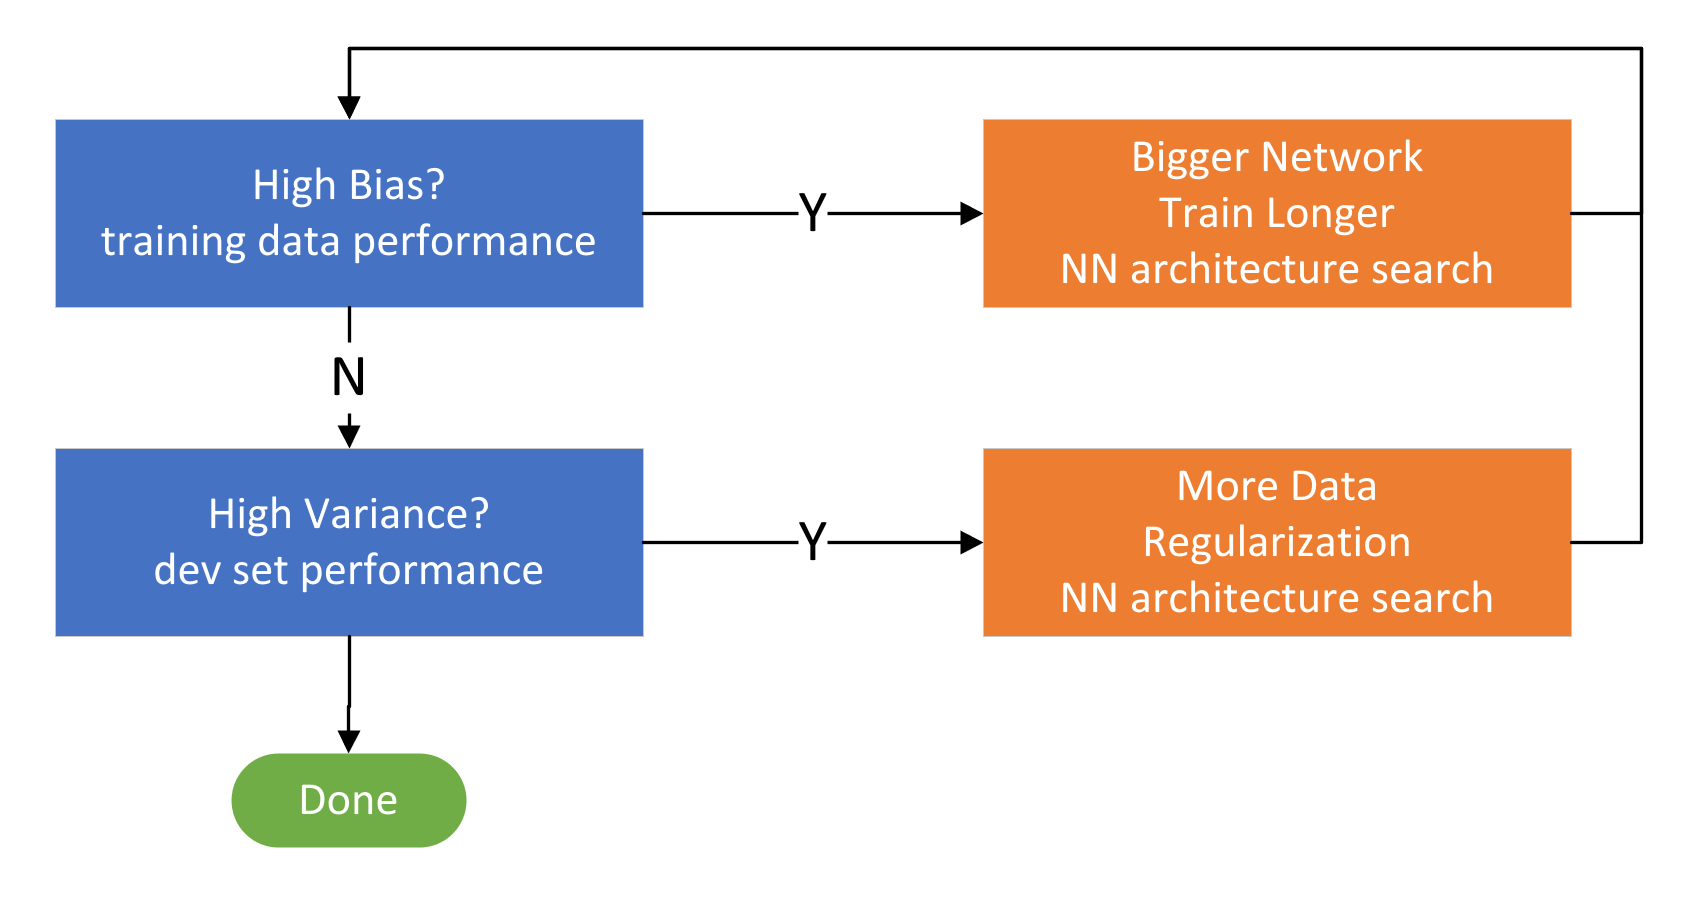 High Bias?
training data performance
Y
Bigger Network
Train Longer
NN architecture search
N
High Variance?
dev set performance
Y
More Data
Regularization
NN architecture search
Done